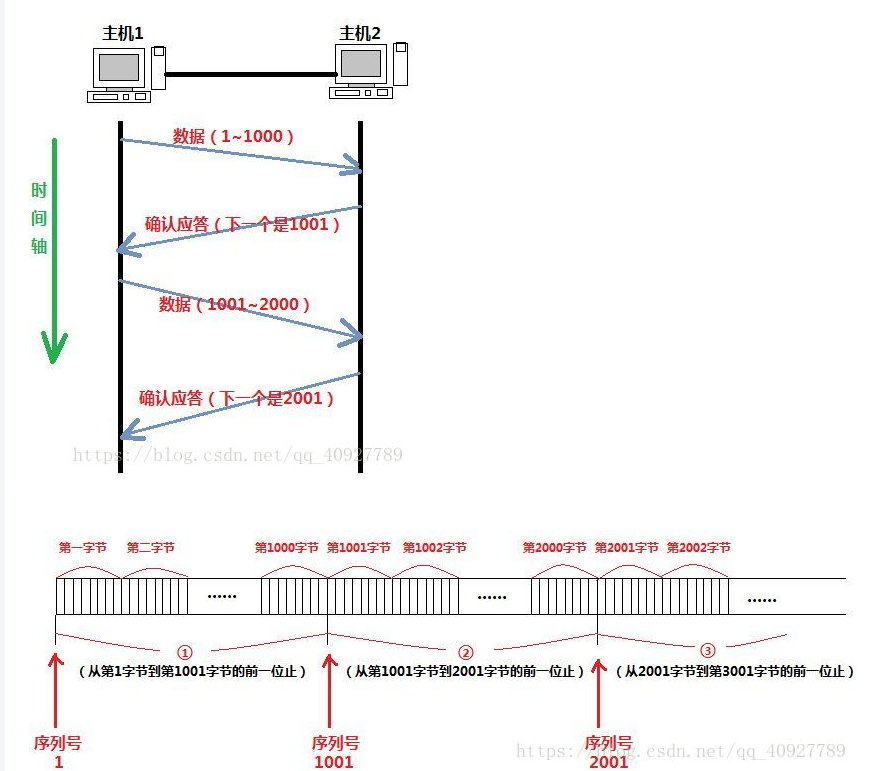 主机1
主机2
数据（1~1000）
时间轴
确认应答（下一个是1001）
数据（1001~2000）
确认应答（下一个是2001）
https://blog.csdn.net/qq_40927789
第一字节 第二字节 第1000字节 第1001字节 第1002字节 第2000字节 第2001字节 第2002字节
...... ...... ......
① ② ③
（从第1字节到第1001字节的前一位止） （从第1001字节到2001字节的前一位止） （从2001字节到第3001字节的前一位止）
序列号 序列号 序列号
1 1001 2001
https://blog.csdn.net/qq_40927789